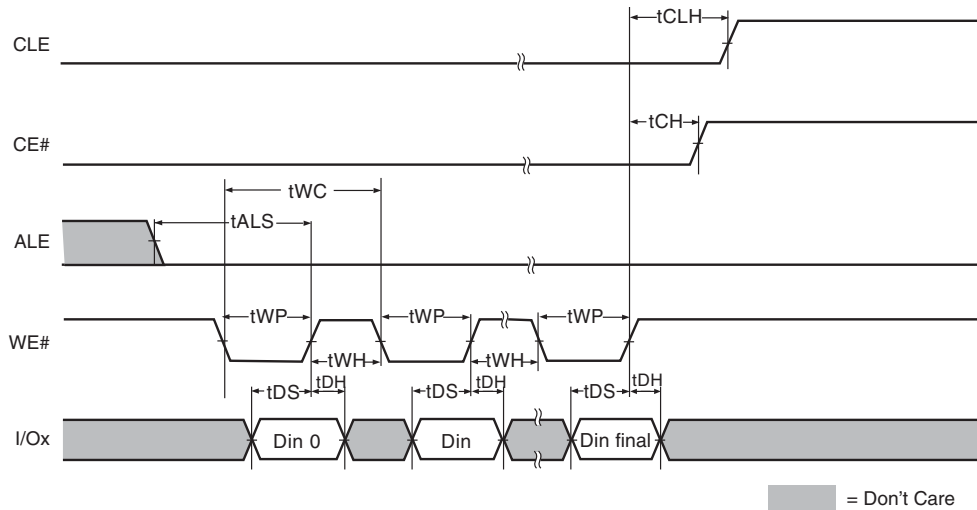 tCLH
CLE
tCH
CE#
tWC
tALS
ALE
tWP tWP tWP
WE#
tWH tWH
tDS tDH tDS tDH tDS tDH
I/Ox Din 0 Din Din final
= Don't Care